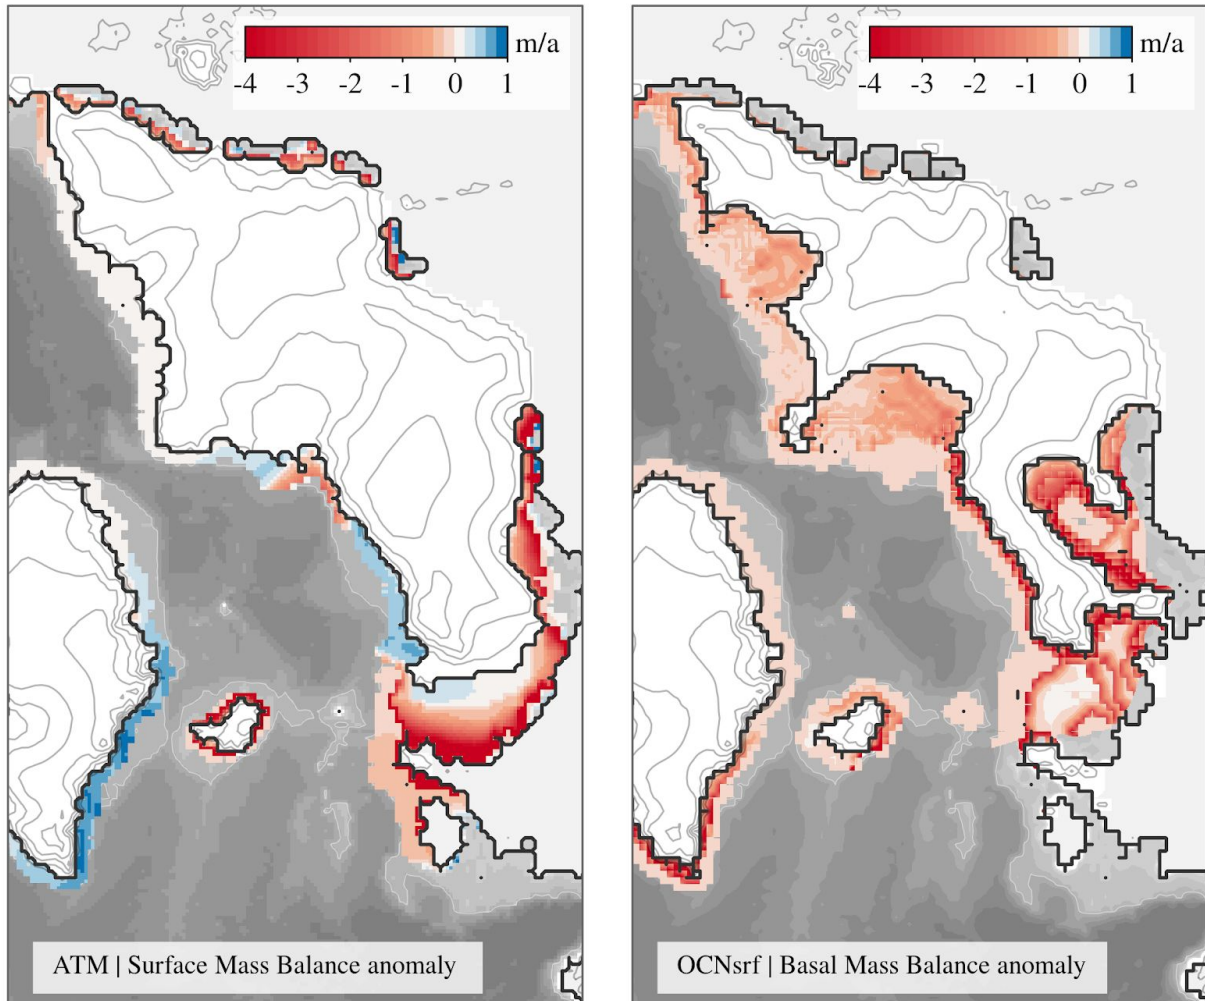 m/a
-4 -3 -2 -1 0 1
ATM | Surface Mass Balance anomaly
m/a
-4 -3 -2 -1 0 1
OCNsrf | Basal Mass Balance anomaly